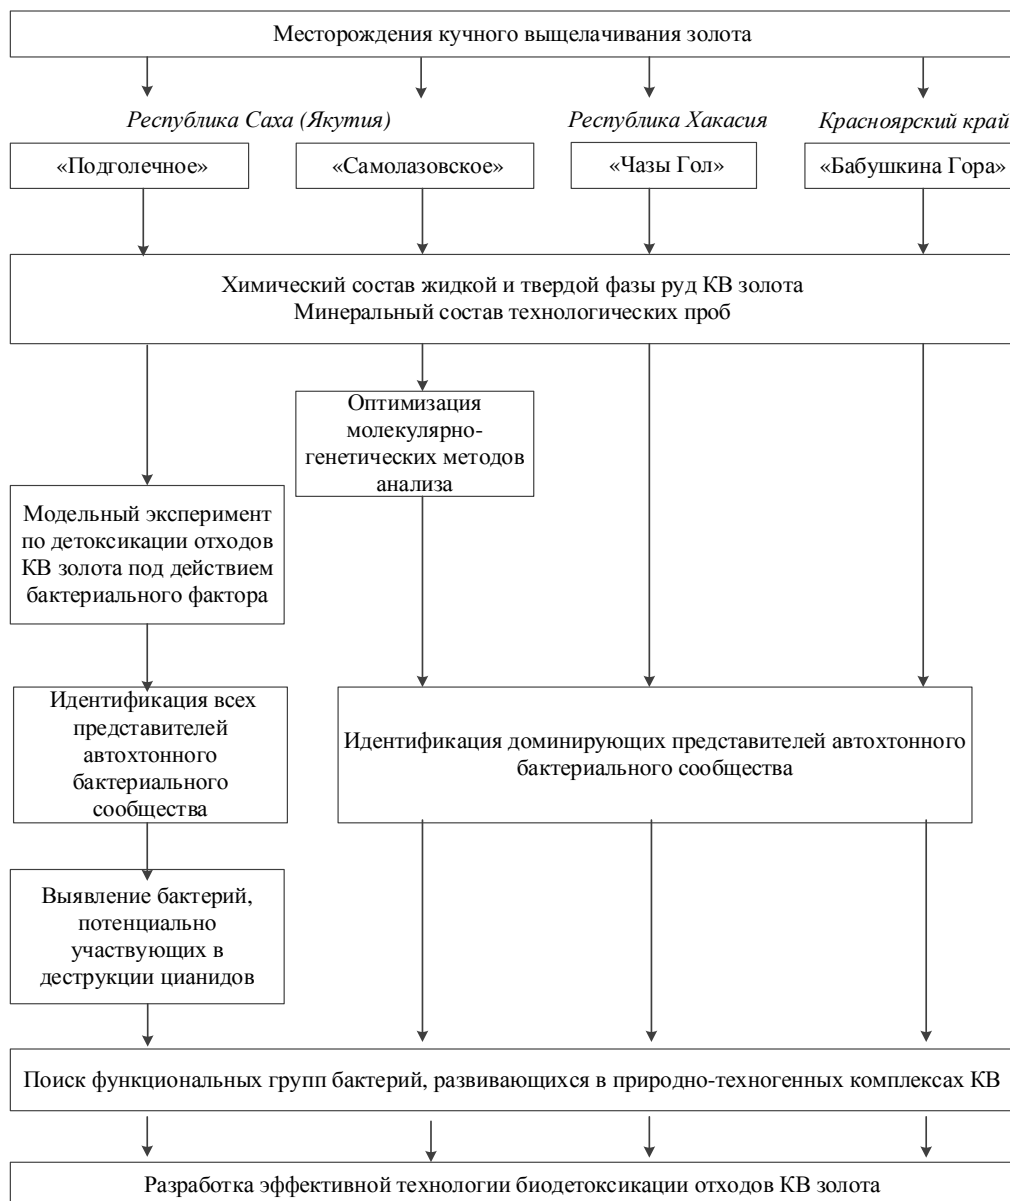 Месторождения кучного выщелачивания золота
Республика Саха (Якутия)
Республика Хакасия
Красноярский край
«Подголечное»
«Самолазовское»
«Чазы Гол»
«Бабушкина Гора»
Химический состав жидкой и твердой фазы руд КВ золота
Минеральный состав технологических проб
Оптимизация
молекулярно-
генетических методов
анализа
Модельный эксперимент
по детоксикации отходов
КВ золота под действием
бактериального фактора
Идентификация всех
представителей
автохтонного
бактериального
сообщества
Идентификация доминирующих представителей автохтонного
бактериального сообщества
Выявление бактерий,
потенциально
участвующих в
деструкции цианидов
Поиск функциональных групп бактерий, развивающихся в природно-техногенных комплексах КВ
Разработка эффективной технологии биодетоксикации отходов КВ золота